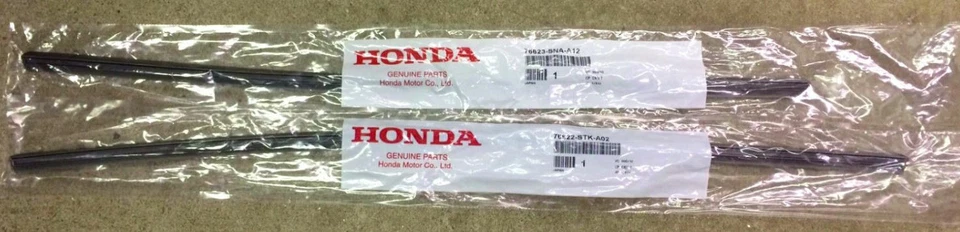 HONDA
GENUINE PARTS
Honda Motor Co., Ltd.
76623-SNA-A12
1
HONDA
GENUINE PARTS
Honda Motor Co., Ltd.
76622-STK-A02
1